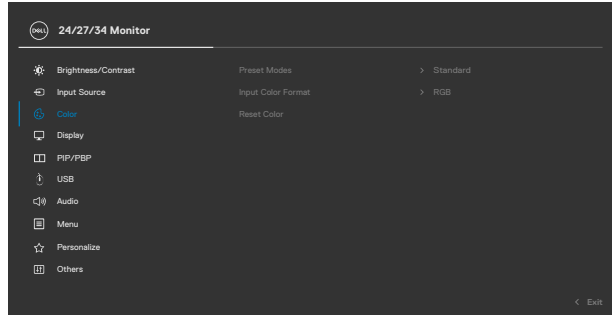 DELL 24/27/34 Monitor
Brightness/Contrast Preset Modes > Standard
Input Source Input Color Format > RGB
Color Reset Color
Display
PIP/PBP
USB
Audio
Menu
Personalize
Others
< Exit